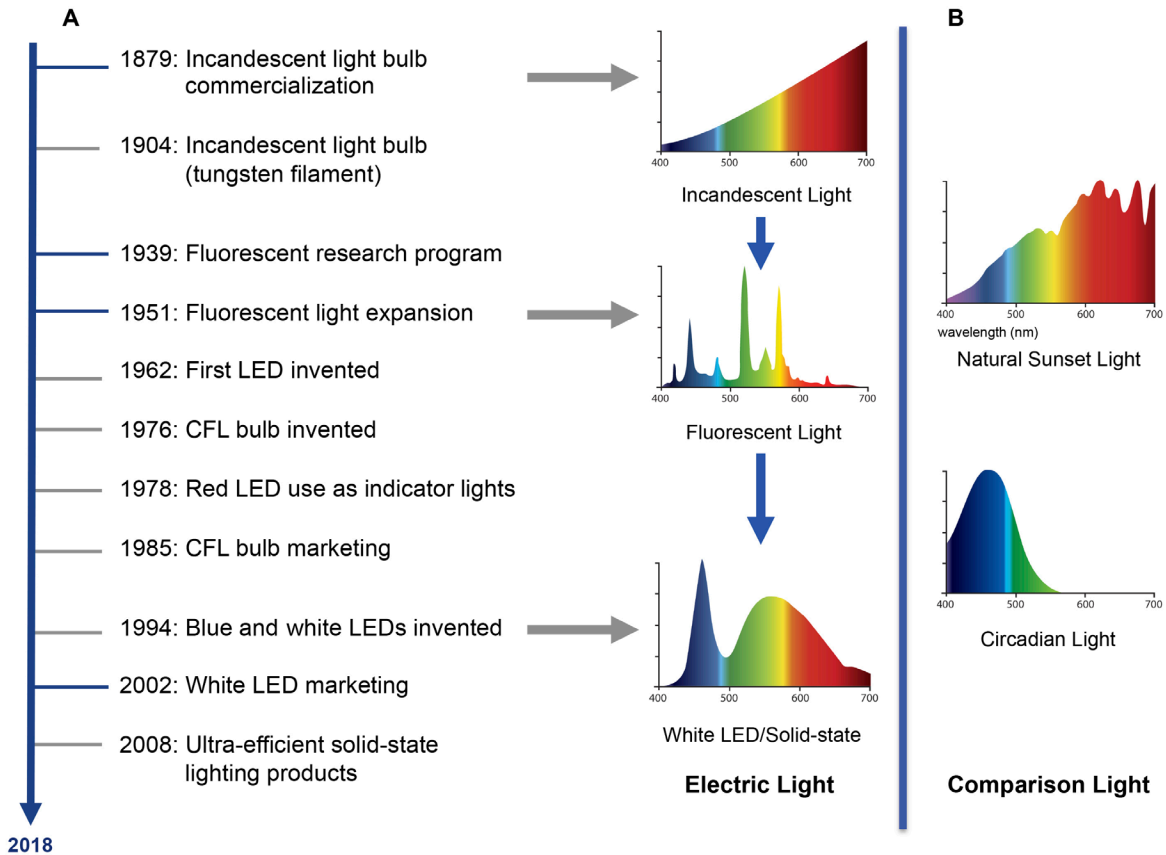 A
B
1879: Incandescent light bulb
commercialization
1904: Incandescent light bulb
(tungsten filament)
1939: Fluorescent research program
1951: Fluorescent light expansion
1962: First LED invented
1976: CFL bulb invented
1978: Red LED use as indicator lights
1985: CFL bulb marketing
1994: Blue and white LEDs invented
2002: White LED marketing
2008: Ultra-efficient solid-state
lighting products
2018
400 500 600 700
Incandescent Light
400 500 600 700
Fluorescent Light
400 500 600 700
White LED/Solid-state
Electric Light
400 500 600 700
wavelength (nm)
Natural Sunset Light
400 500 600 700
Circadian Light
Comparison Light